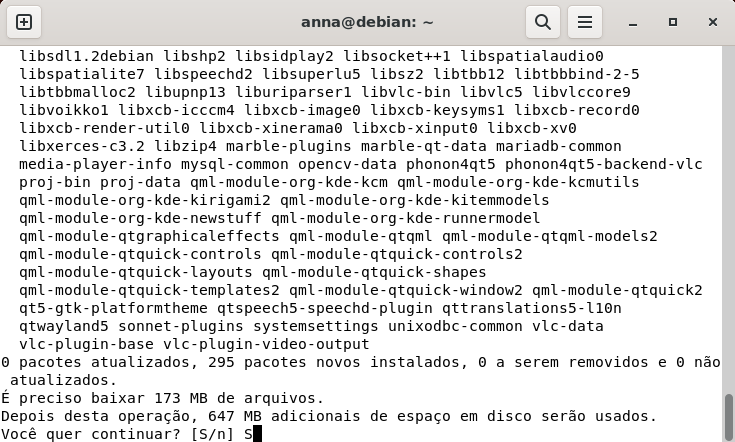 anna@debian: ~
libsdl1.2debian libshp2 libsidplay2 libsocket++1 libspatialaudio0
libspatialite7 libspeechd2 libsuperlu5 libsz2 libtbb12 libtbbbind-2-5
libtbbmalloc2 libupnp13 liburiparser1 libvlc-bin libvlc5 libvlccore9
libvoikko1 libxcb-icccm4 libxcb-image0 libxcb-keysyms1 libxcb-record0
libxcb-render-util0 libxcb-xinerama0 libxcb-xinput0 libxcb-xv0
libxerces-c3.2 libzip4 marble-plugins marble-qt-data mariadb-common
media-player-info mysql-common opencv-data phonon4qt5 phonon4qt5-backend-vlc
proj-bin proj-data qml-module-org-kde-kcm qml-module-org-kde-kcmutils
qml-module-org-kde-kirigami2 qml-module-org-kde-kitemmodels
qml-module-org-kde-newstuff qml-module-org-kde-runnermodel
qml-module-qtgraphicaleffects qml-module-qtqml qml-module-qtqml-models2
qml-module-qtquick-controls qml-module-qtquick-controls2
qml-module-qtquick-layouts qml-module-qtquick-shapes
qml-module-qtquick-templates2 qml-module-qtquick-window2 qml-module-qtquick2
qt5-gtk-platformtheme qtspeech5-speechd-plugin qttranslations5-l10n
qtwayland5 sonnet-plugins systemsettings unixodbc-common vlc-data
vlc-plugin-base vlc-plugin-video-output
0 pacotes atualizados, 295 pacotes novos instalados, 0 a serem removidos e 0 não
atualizados.
É preciso baixar 173 MB de arquivos.
Depois desta operação, 647 MB adicionais de espaço em disco serão usados.
Você quer continuar? [S/n] S